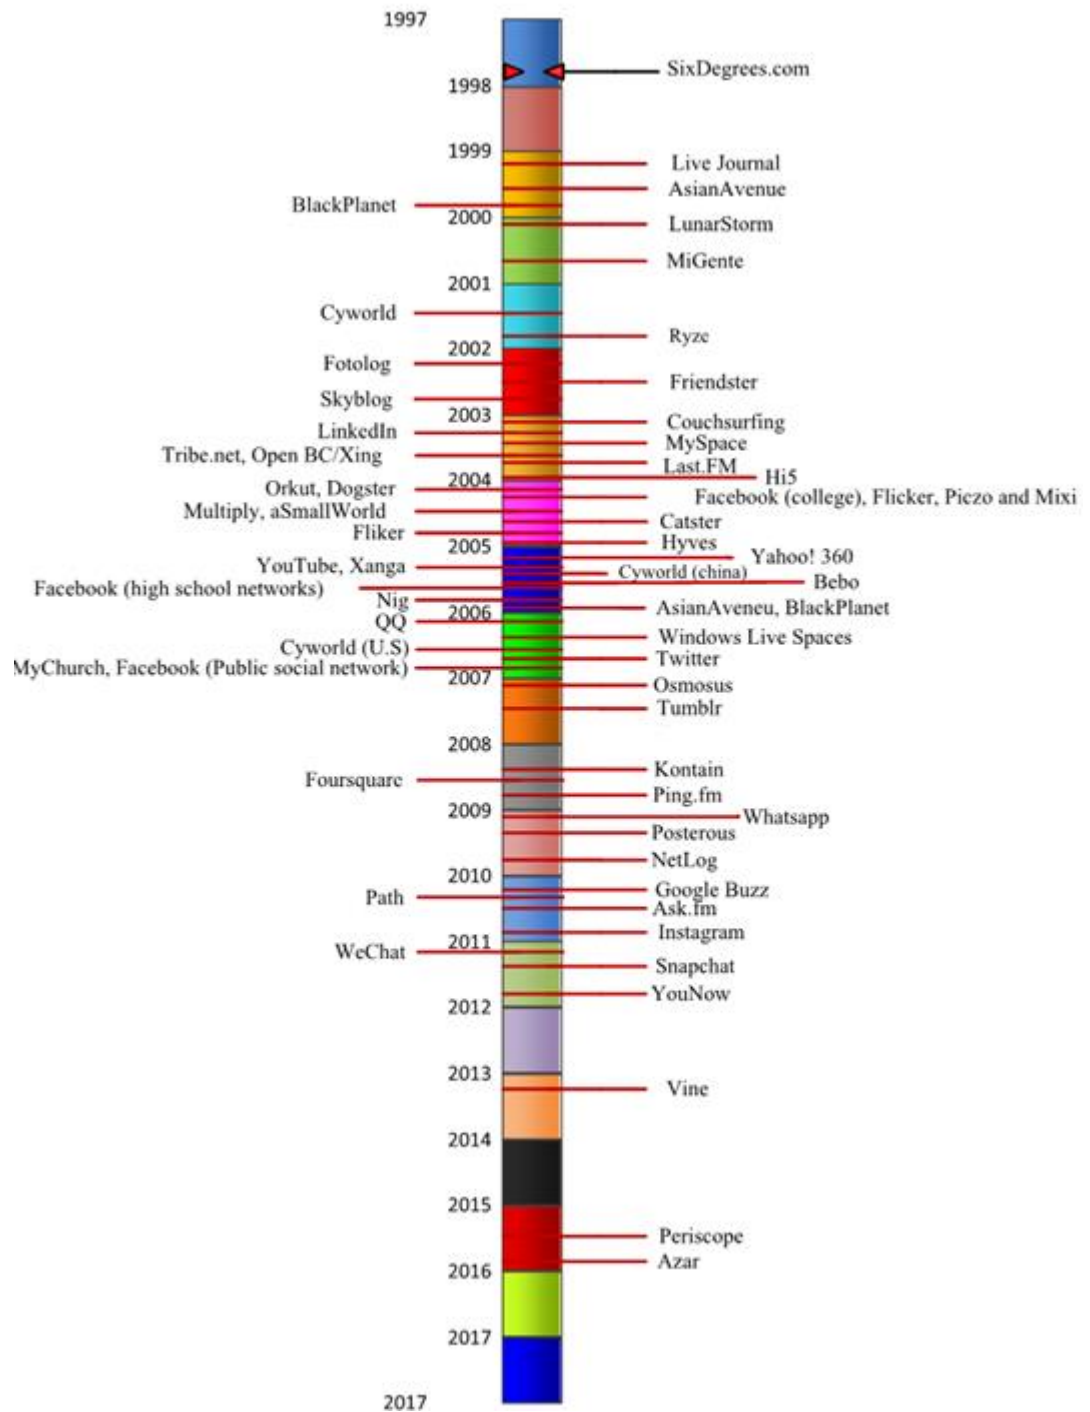 1997
SixDegrees.com
1998
1999
Live Journal
AsianAvenue
BlackPlanet
2000
LunarStorm
MiGente
2001
Cyworld
Ryze
2002
Fotolog
Friendster
Skyblog
2003
Couchsurfing
LinkedIn
MySpace
Tribe.net, Open BC/Xing
Last.FM
2004
Hi5
Orkut, Dogster
Facebook (college), Flicker, Piczo and Mixi
Multiply, aSmallWorld
Catster
Fliker
Hyves
2005
Yahoo! 360
YouTube, Xanga
Cyworld (china)
Bebo
Facebook (high school networks)
Nig
AsianAveneu, BlackPlanet
2006
QQ
Windows Live Spaces
Cyworld (U.S)
Twitter
MyChurch, Facebook (Public social network)
2007
Osmosus
Tumblr
2008
Kontain
Foursquare
Ping.fm
2009
Whatsapp
Posterous
NetLog
2010
Google Buzz
Path
Ask.fm
Instagram
2011
WeChat
Snapchat
YouNow
2012
2013
Vine
2014
2015
Periscope
Azar
2016
2017
2017